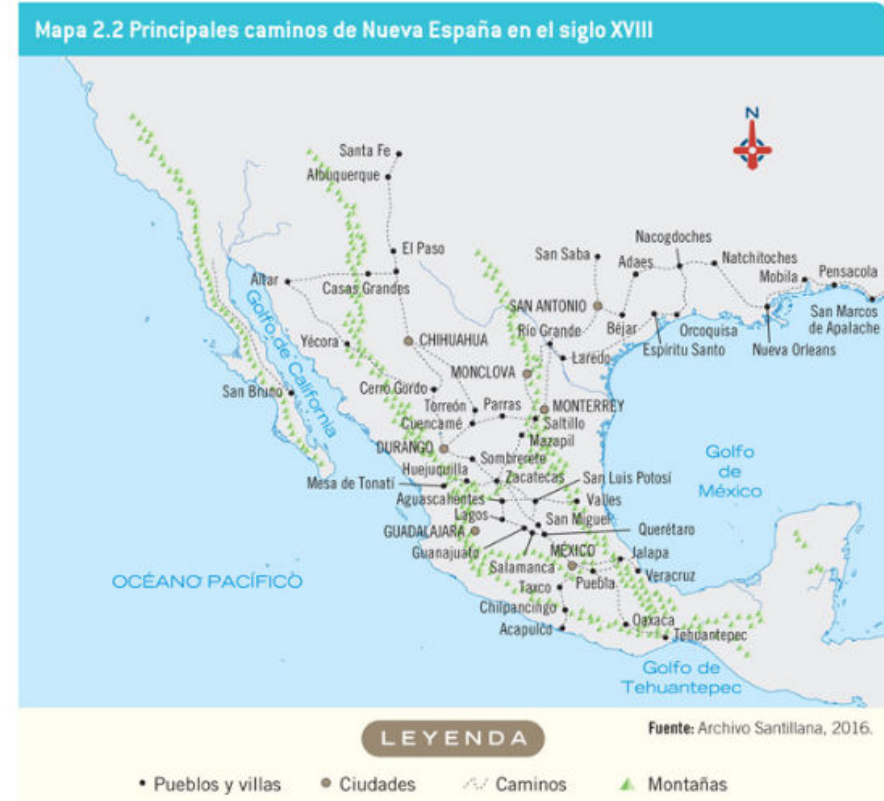 Mapa 2.2 Principales caminos de Nueva España en el siglo XVIII
N
Santa Fe
Albuquerque
El Paso
Casas Grandes
Altar
Golfo de California
CHIHUAHUA
Yécora
San Bruno
Cerro Gordo
San Saba
Adaes
Nacogdoches
Natchitoches
Mobila
Pensacola
San Marcos
de Apalache
SAN ANTONIO
Río Grande
Béjar
Espíritu Santo
Orcoquisa
Nueva Orleans
Laredo
MONCLOVA
MONTERREY
Torreón
Parras
Cuencamé
Saltillo
Mazapil
DURANGO
Sombrerete
Huejuquilla
Mesa de Tonatí
Zacatecas
San Luis Potosí
Aguascalientes
Valles
Lagos
San Miguel
GUADALAJARA
Querétaro
Guanajuato
MÉXICO
Jalapa
Salamanca
Puebla
Veracruz
Taxco
Chilpancingo
Acapulco
Oaxaca
Tehuantepec
Golfo
de
México
OCÉANO PACÍFICO
Golfo de
Tehuantepec
Fuente: Archivo Santillana, 2016.
LEYENDA
Pueblos y villas
Ciudades
Caminos
Montañas